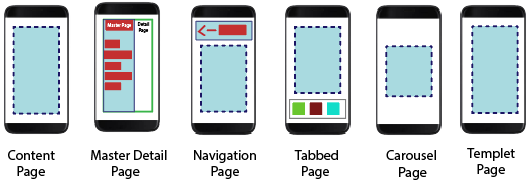 Master Page
Detail
Page
Content
Page
Master Detail
Page
Navigation
Page
Tabbed
Page
Carousel
Page
Templet
Page